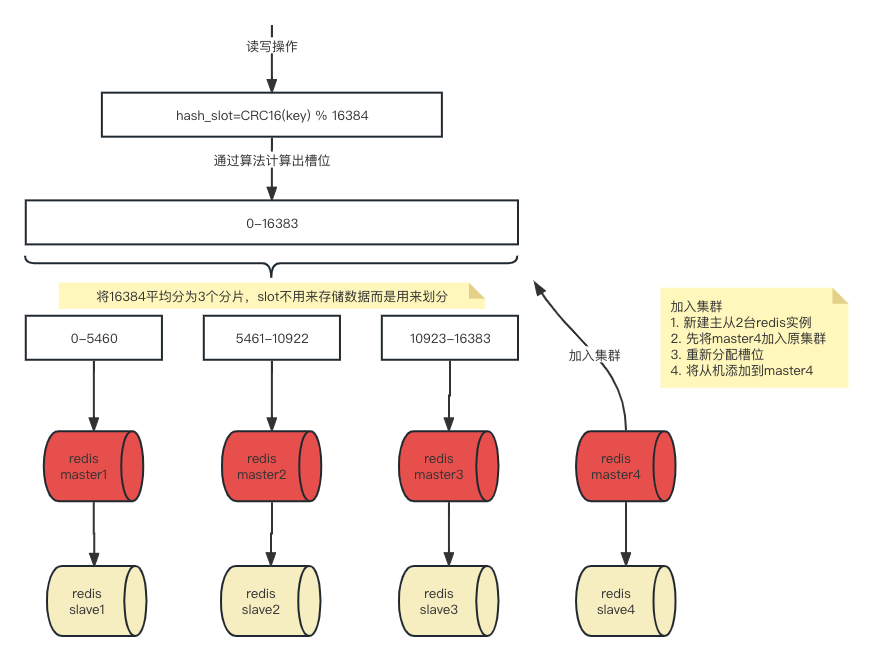 读写操作
hash_slot=CRC16(key) % 16384
通过算法计算出槽位
0-16383
将16384平均分为3个分片，slot不用来存储数据而是用来划分
0-5460
5461-10922
10923-16383
加入集群
1. 新建主从2台redis实例
2. 先将master4加入原集群
3. 重新分配槽位
4. 将从机添加到master4
加入集群
redis
master1
redis
master2
redis
master3
redis
master4
redis
slave1
redis
slave2
redis
slave3
redis
slave4